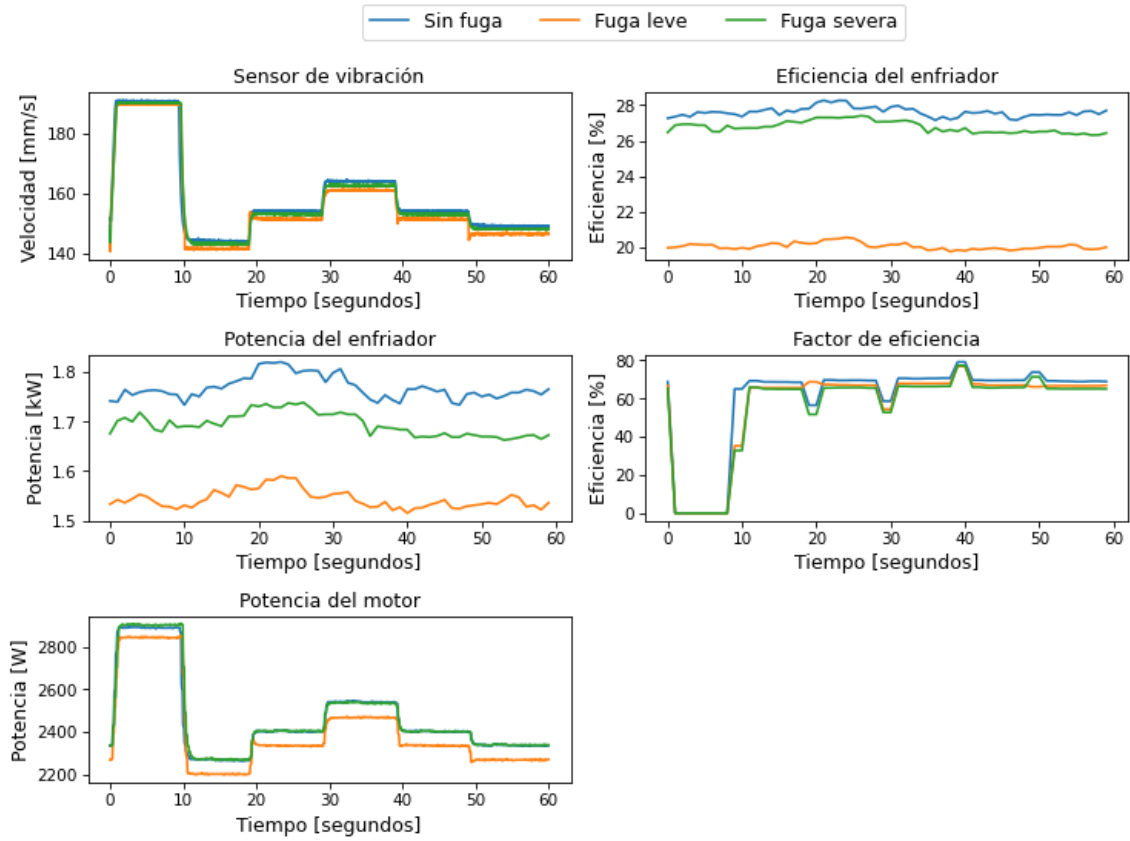 Sin fuga Fuga leve Fuga severa
Sensor de vibración
Velocidad [mm/s]
180
160
140
0 10 20 30 40 50 60
Tiempo [segundos]
Eficiencia del enfriador
Eficiencia [%]
28
26
24
22
20
0 10 20 30 40 50 60
Tiempo [segundos]
Potencia del enfriador
Potencia [kW]
1.8
1.7
1.6
1.5
0 10 20 30 40 50 60
Tiempo [segundos]
Factor de eficiencia
Eficiencia [%]
80
60
40
20
0
0 10 20 30 40 50 60
Tiempo [segundos]
Potencia del motor
Potencia [W]
2800
2600
2400
2200
0 10 20 30 40 50 60
Tiempo [segundos]